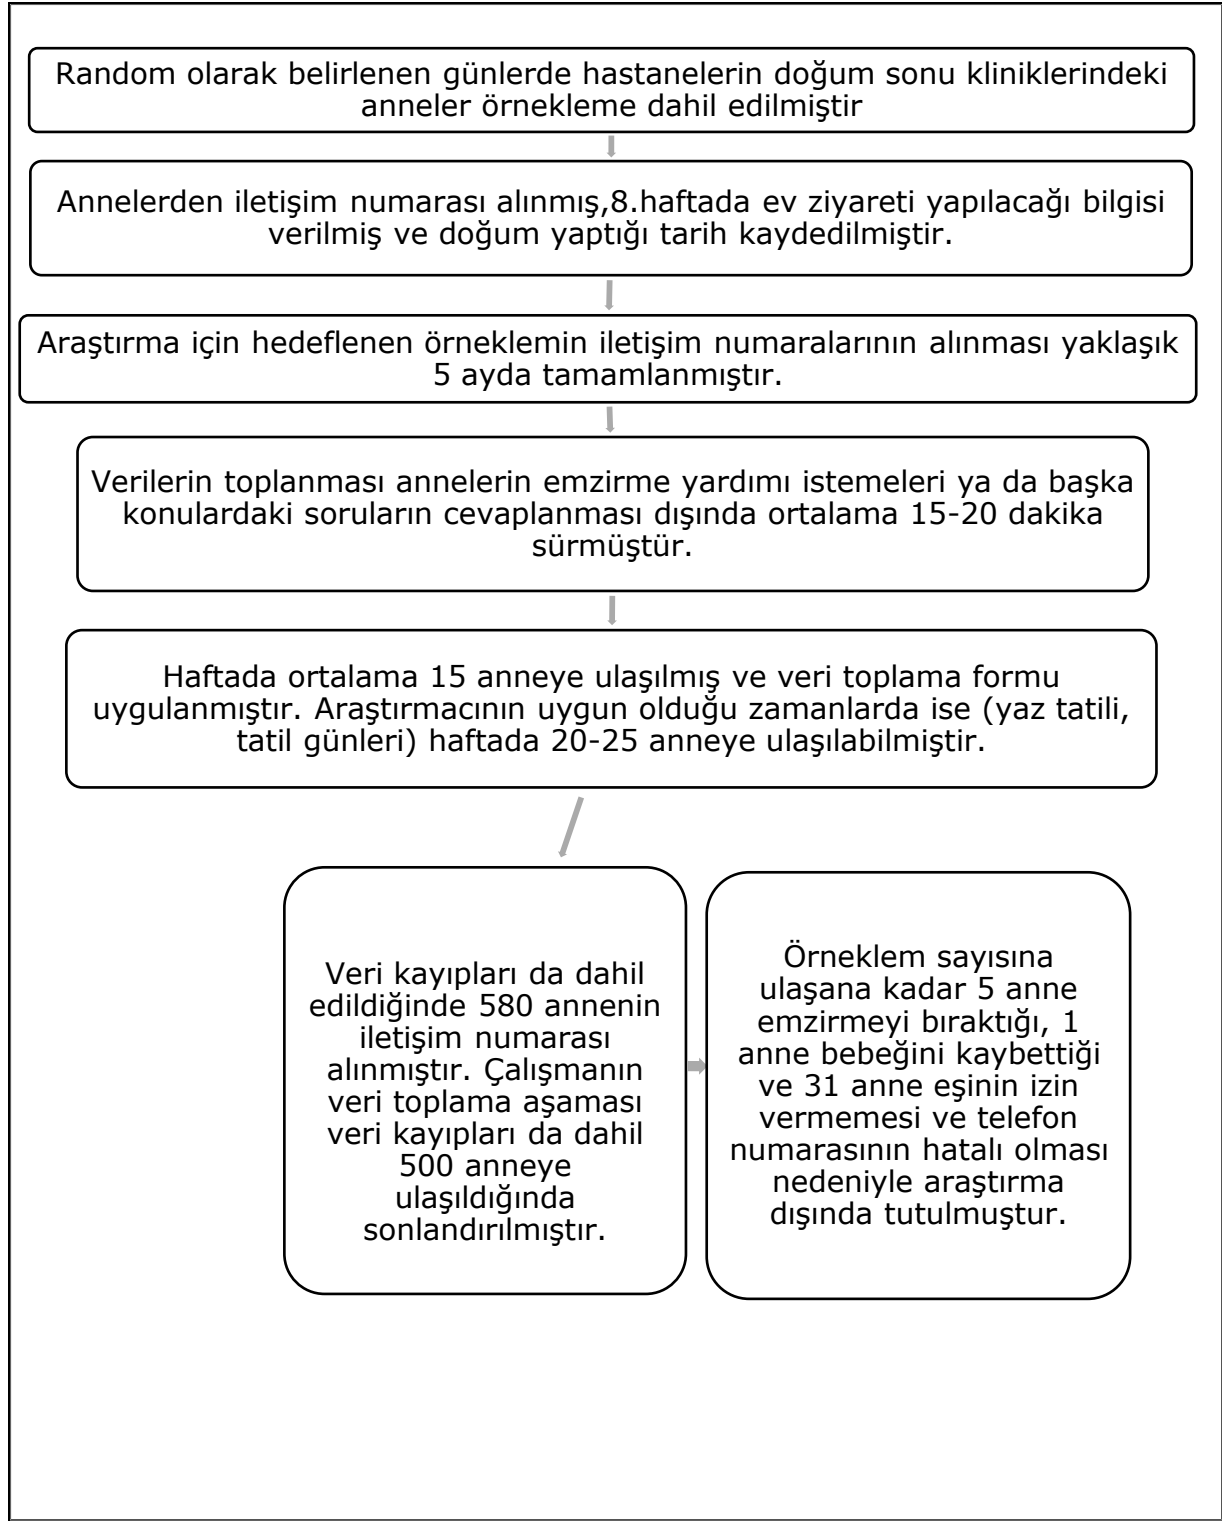 Random olarak belirlenen günlerde hastanelerin doğum sonu kliniklerindeki
anneler örnekleme dahil edilmiştir
Annelerden iletişim numarası alınmış,8.haftada ev ziyareti yapılacağı bilgisi
verilmiş ve doğum yaptığı tarih kaydedilmiştir.
Araştırma için hedeflenen örneklemin iletişim numaralarının alınması yaklaşık
5 ayda tamamlanmıştır.
Verilerin toplanması annelerin emzirme yardımı istemeleri ya da başka
konulardaki soruların cevaplanması dışında ortalama 15-20 dakika
sürmüştür.
Haftada ortalama 15 anneye ulaşılmış ve veri toplama formu
uygulanmıştır. Araştırmacının uygun olduğu zamanlarda ise (yaz tatili,
tatil günleri) haftada 20-25 anneye ulaşılabilmiştir.
Veri kayıpları da dahil
edildiğinde 580 annenin
iletişim numarası
alınmıştır. Çalışmanın
veri toplama aşaması
veri kayıpları da dahil
500 anneye
ulaşıldığında
sonlandırılmıştır.
Örneklem sayısına
ulaşana kadar 5 anne
emzirmeyi bıraktığı, 1
anne bebeğini kaybettiği
ve 31 anne eşinin izin
vermemesi ve telefon
numarasının hatalı olması
nedeniyle araştırma
dışında tutulmuştur.